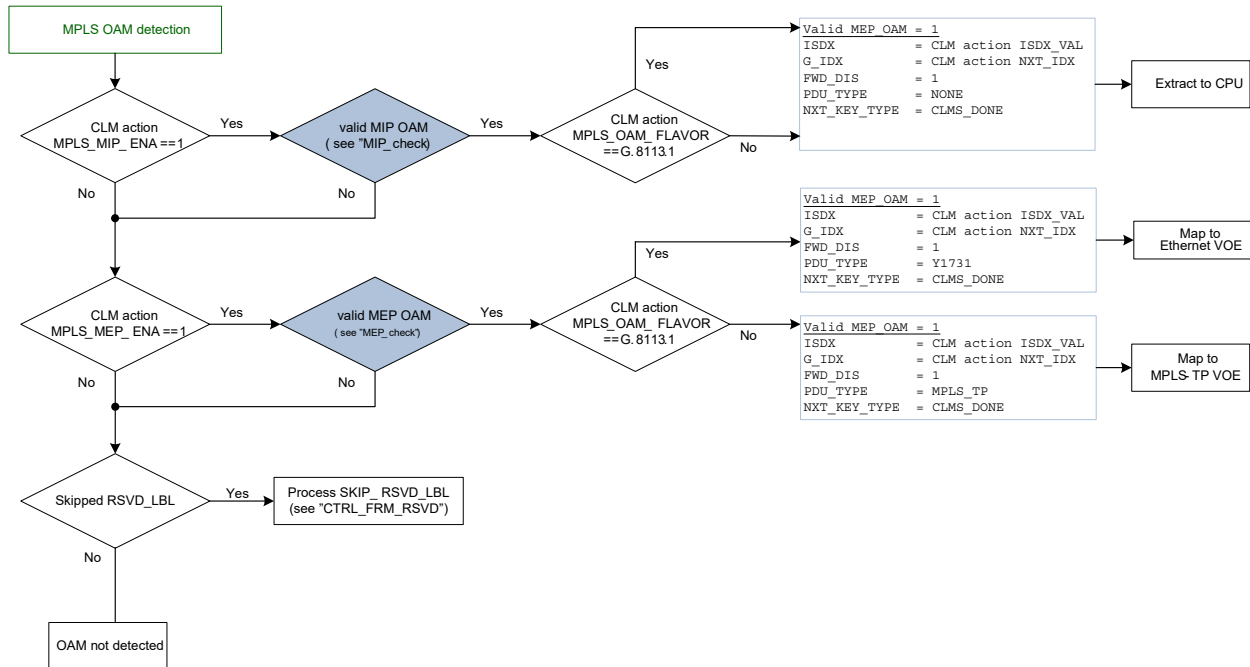 MPLS OAM detection
CLM action
MPLS_MIP_ ENA ==1
Yes
No
valid MIP OAM
( see "MIP_check)
Yes
No
CLM action
MPLS_OAM_ FLAVOR
==G. 8113.1
Yes
No
Valid MEP_OAM = 1
ISDX = CLM action ISDX_VAL
G_IDX = CLM action NXT_IDX
FWD_DIS = 1
PDU_TYPE = NONE
NXT_KEY_TYPE = CLMS_DONE
Extract to CPU
CLM action
MPLS_MEP_ ENA ==1
Yes
No
valid MEP OAM
( see "MEP_check")
Yes
No
CLM action
MPLS_OAM_ FLAVOR
==G. 8113.1
Yes
No
Valid MEP_OAM = 1
ISDX = CLM action ISDX_VAL
G_IDX = CLM action NXT_IDX
FWD_DIS = 1
PDU_TYPE = Y1731
NXT_KEY_TYPE = CLMS_DONE
Map to
Ethernet VOE
Valid MEP_OAM = 1
ISDX = CLM action ISDX_VAL
G_IDX = CLM action NXT_IDX
FWD_DIS = 1
PDU_TYPE = MPLS_TP
NXT_KEY_TYPE = CLMS_DONE
Map to
MPLS- TP VOE
Skipped RSVD_LBL
Yes
No
Process SKIP_ RSVD_LBL
(see "CTRL_FRM_RSVD")
OAM not detected